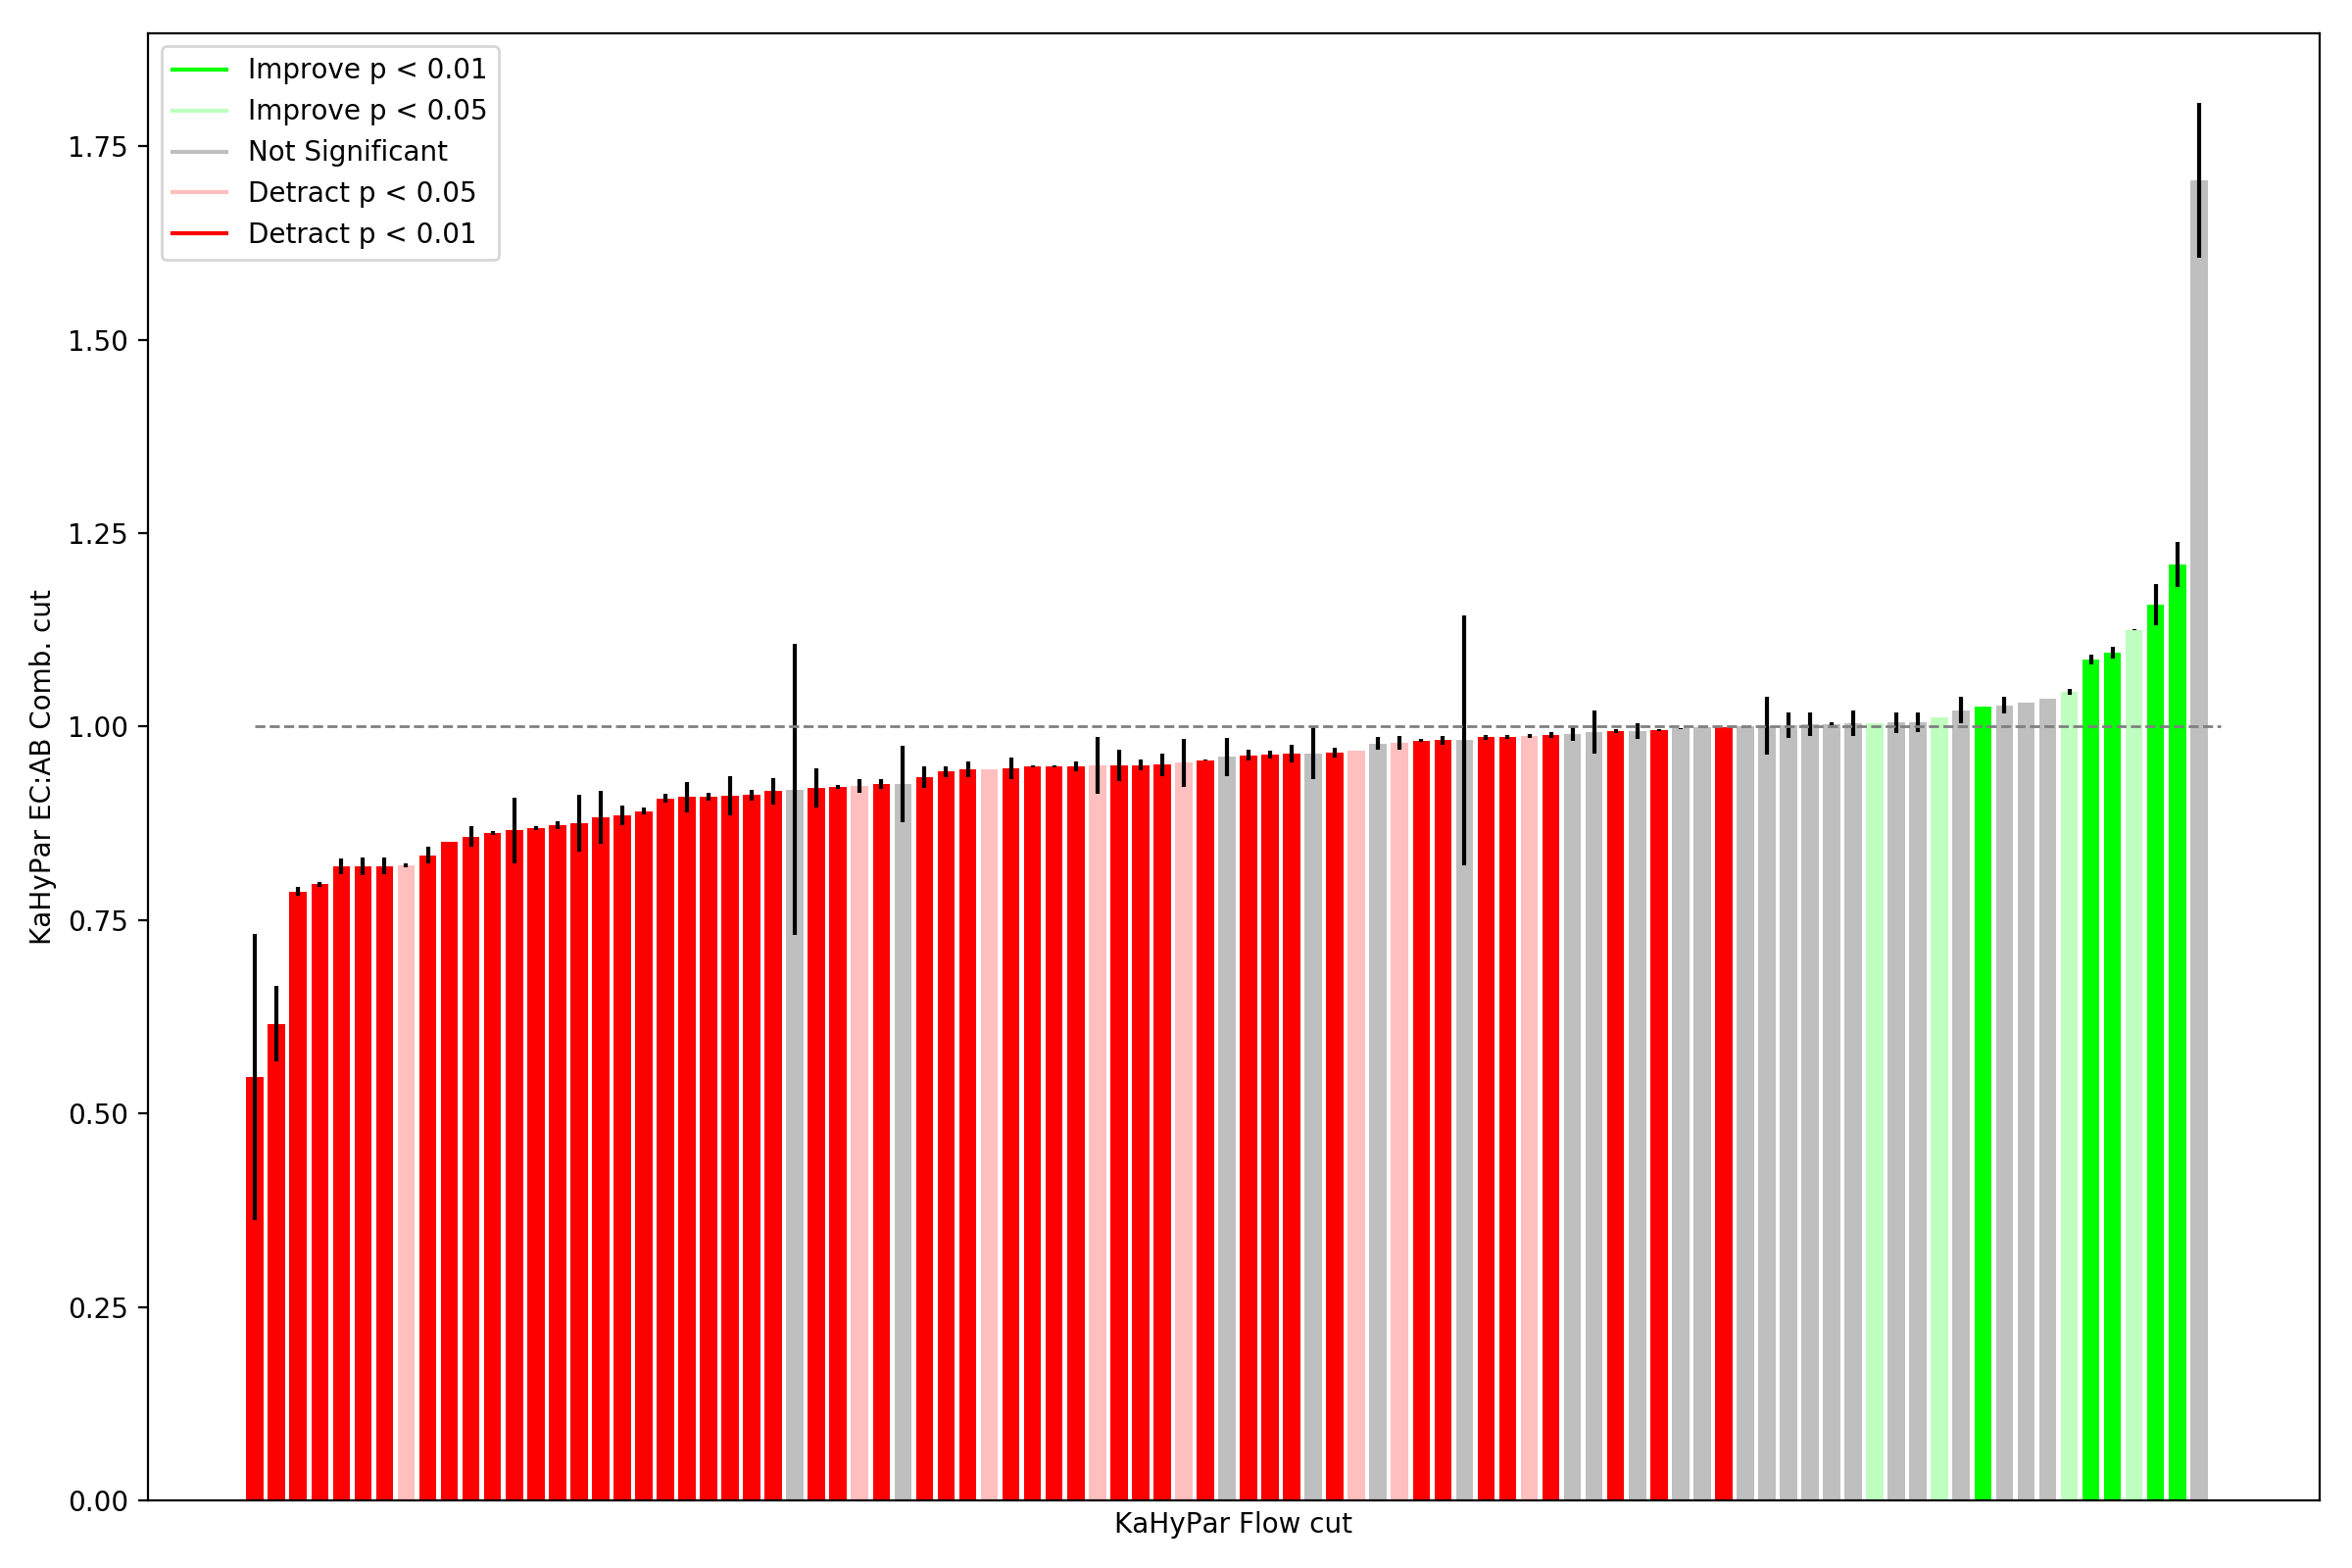 Improve p < 0.01
Improve p < 0.05
Not Significant
Detract p < 0.05
Detract p < 0.01
1.75
1.50
1.25
1.00
0.75
0.50
0.25
0.00
KaHyPar EC:AB Comb. cut
KaHyPar Flow cut